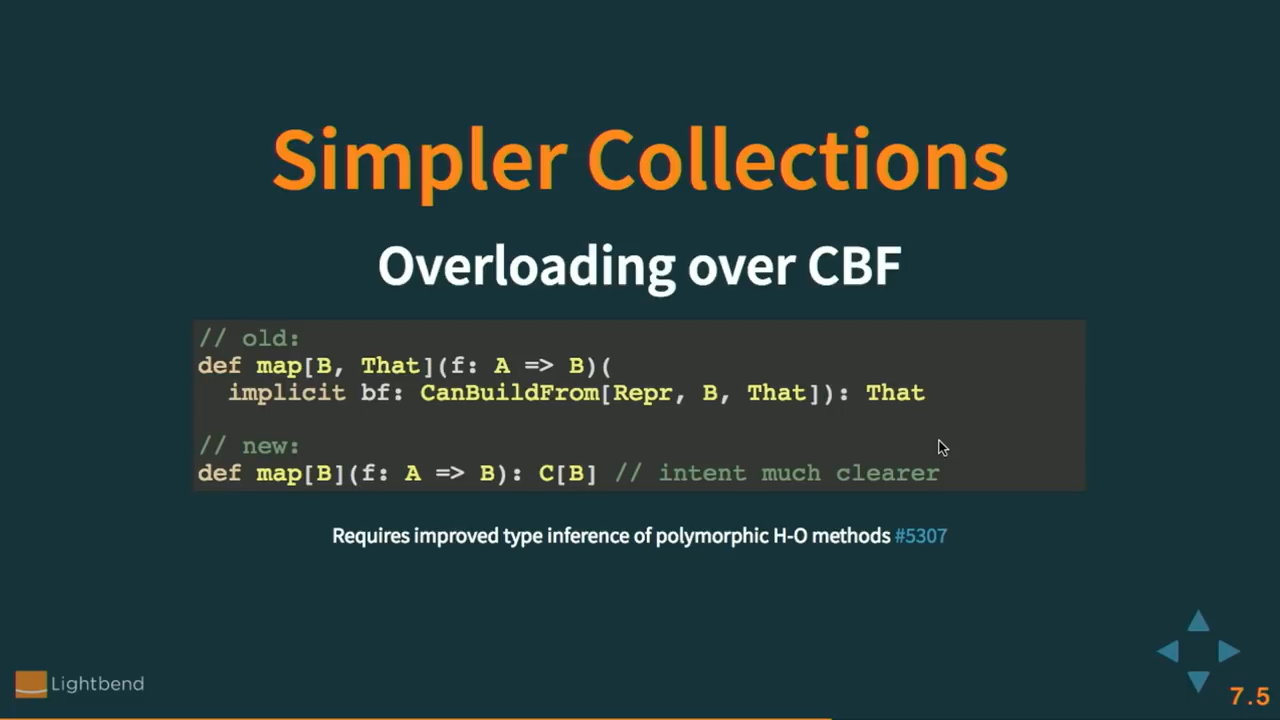 Simpler Collections
Overloading over CBF
// old:
def map[B, That](f: A => B)(
  implicit bf: CanBuildFrom[Repr, B, That]): That
// new:
def map[B](f: A => B): C[B] // intent much clearer
Requires improved type inference of polymorphic H-O methods #5307
Lightbend
7.5